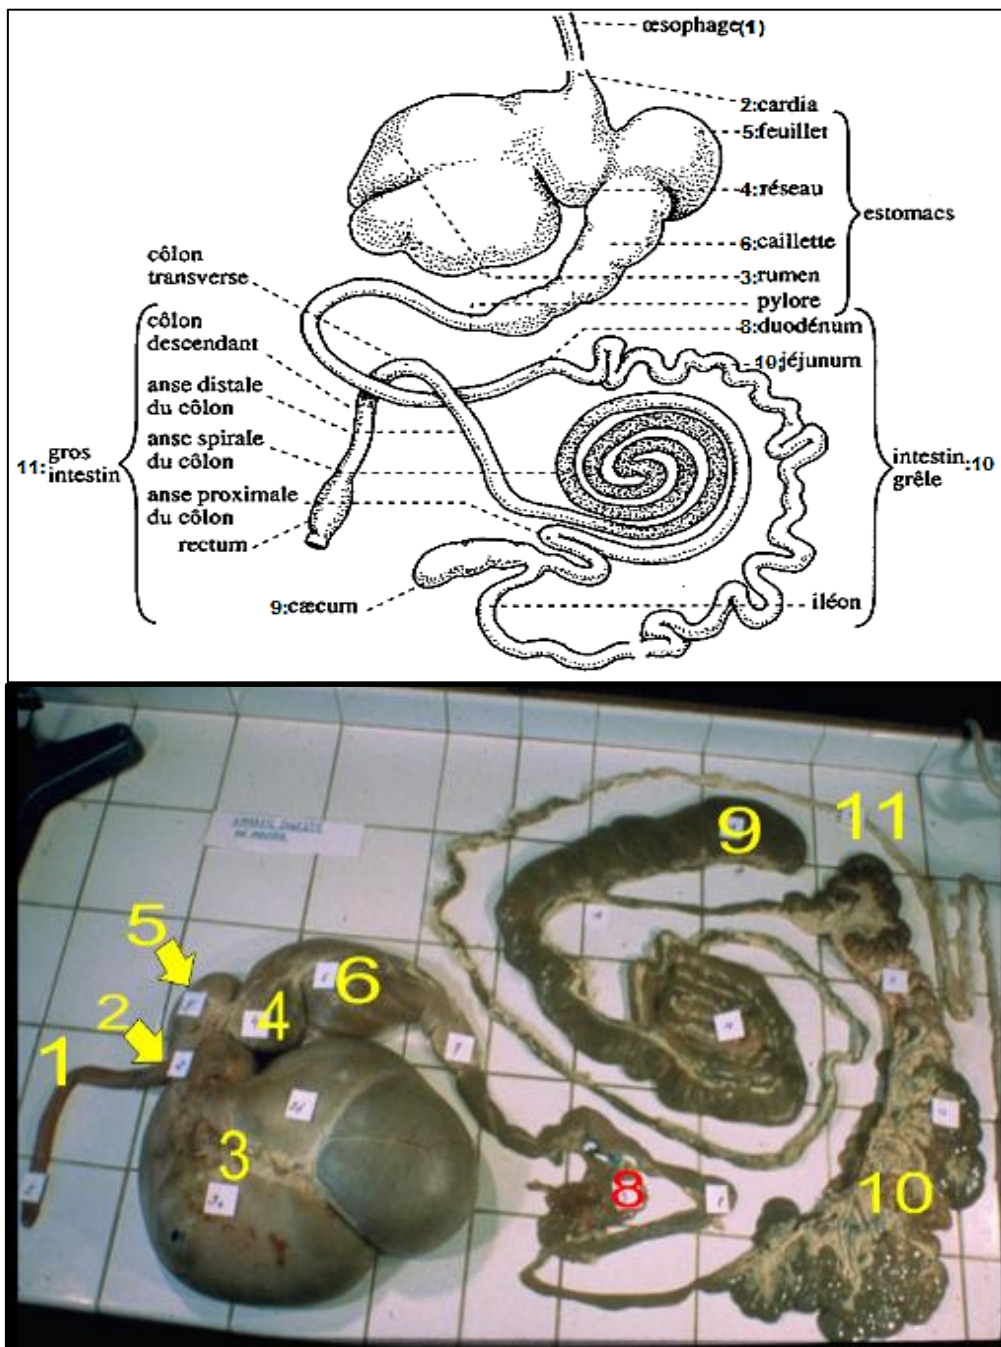 œsophage(1)
2:cardia
5:feuillet
4:réseau
estomacs
6:caillette
côlon
transverse
3:rumen
pylore
côlon
descendant
8:duodénum
10:jéjunum
anse distale
du côlon
11: gros
intestin
anse spirale
du côlon
intestin:10
grêle
anse proximale
du côlon
rectum
9:cæcum
iléon
9
11
5
6
2
4
1
3
8
10